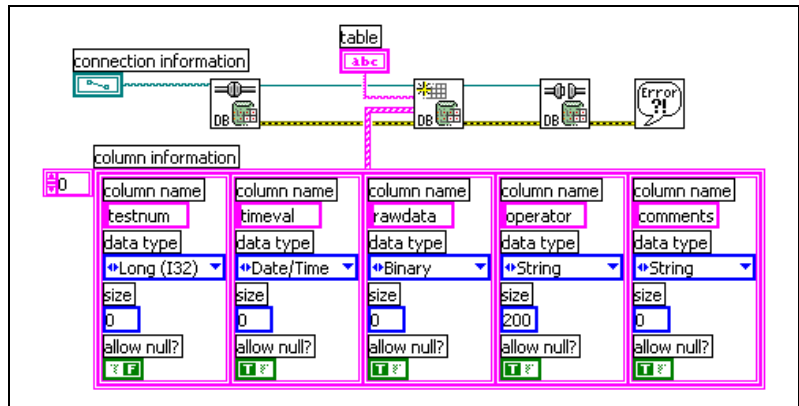 table
connection information
abc
DB
DB
DB
Error
?!
column information
0
column name
column name
column name
column name
column name
testnum
timeval
rawdata
operator
comments
data type
data type
data type
data type
data type
Long (I32)
Date/Time
Binary
String
String
size
size
size
size
size
0
0
0
200
0
allow null?
allow null?
allow null?
allow null?
allow null?
F
T
T
T
T